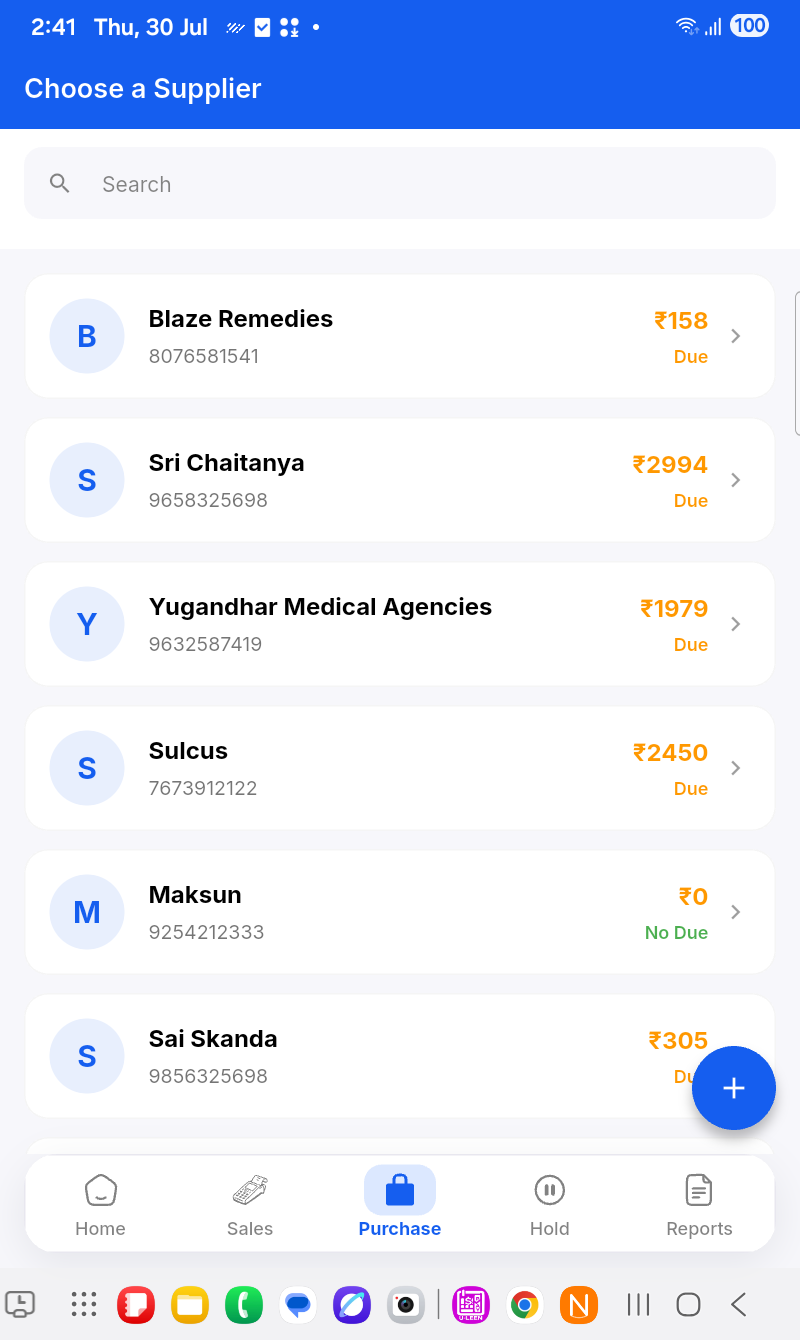 2:41 Thu, 30 Jul 100
Choose a Supplier
Search
B Blaze Remedies ₹158
8076581541 Due
S Sri Chaitanya ₹2994
9658325698 Due
Y Yugandhar Medical Agencies ₹1979
9632587419 Due
S Sulcus ₹2450
7673912122 Due
M Maksun ₹0
9254212333 No Due
S Sai Skanda ₹305
9856325698 Du
Home Sales Purchase Hold Reports
U-LEEN
N